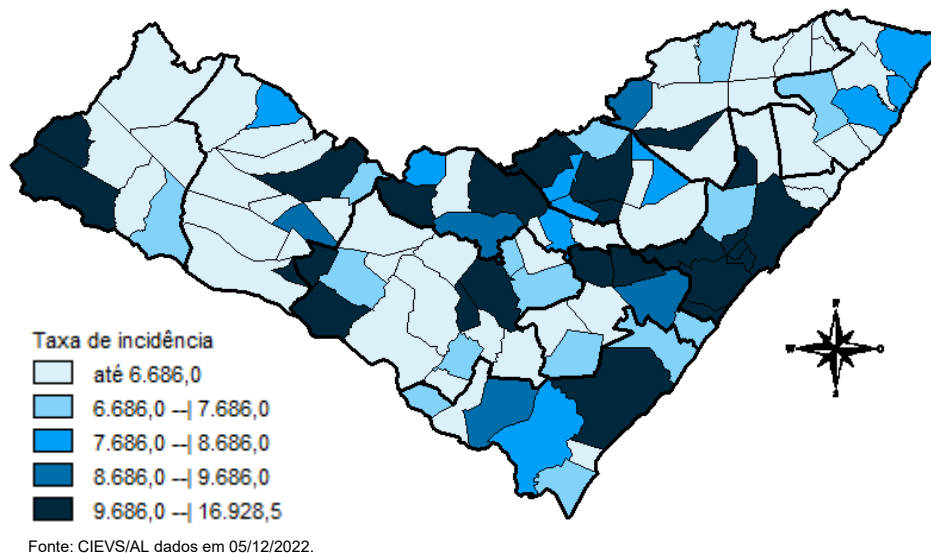 Taxa de incidência
até 6.686,0
6.686,0 --| 7.686,0
7.686,0 --| 8.686,0
8.686,0 --| 9.686,0
9.686,0 --| 16.928,5
Fonte: CIEVS/AL dados em 05/12/2022.